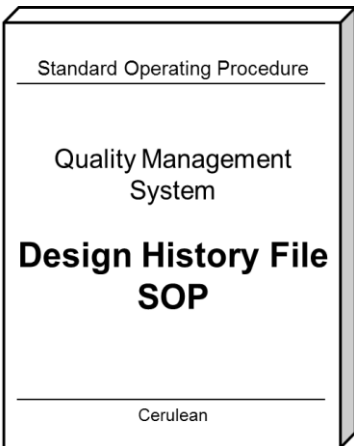 Standard Operating Procedure
Quality Management
System
Design History File
SOP
Cerulean